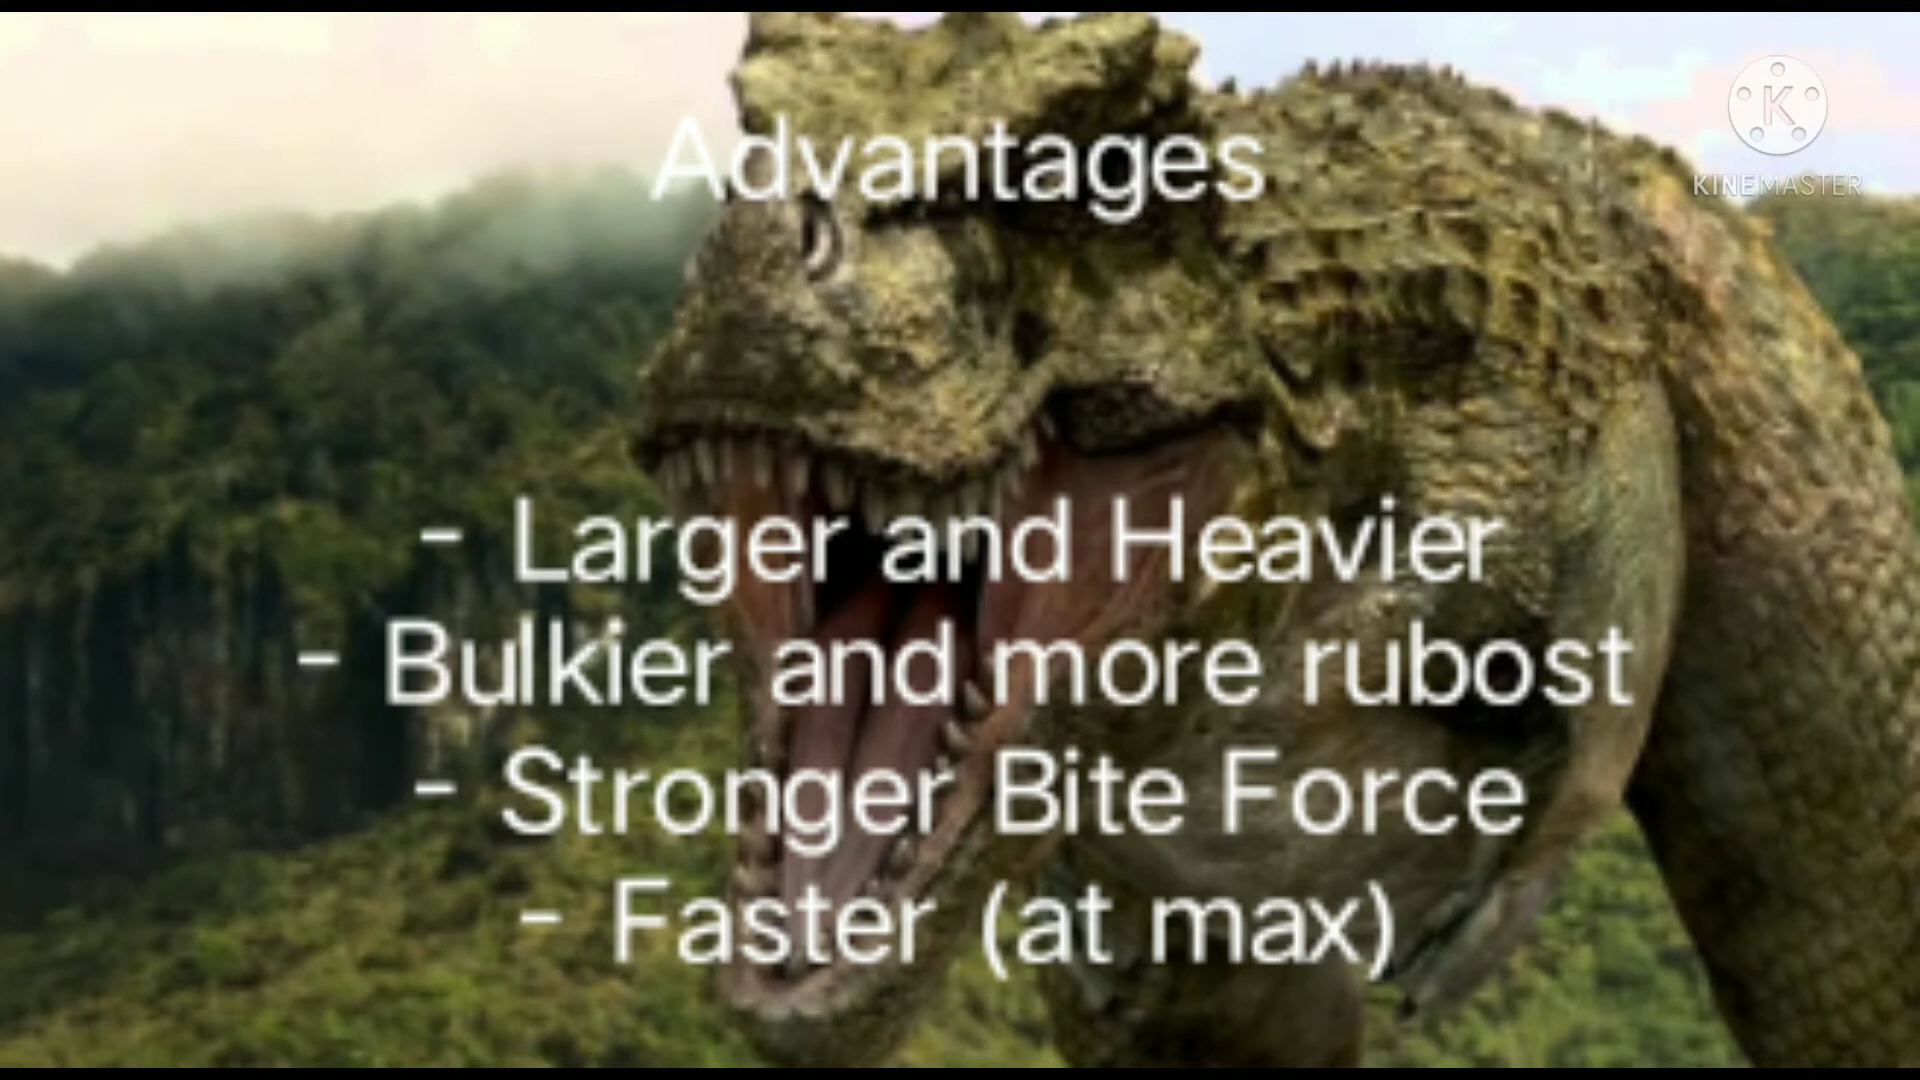 Advantages
K
KINEMASTER
- Larger and Heavier
- Bulkier and more rubost
- Stronger Bite Force
- Faster (at max)